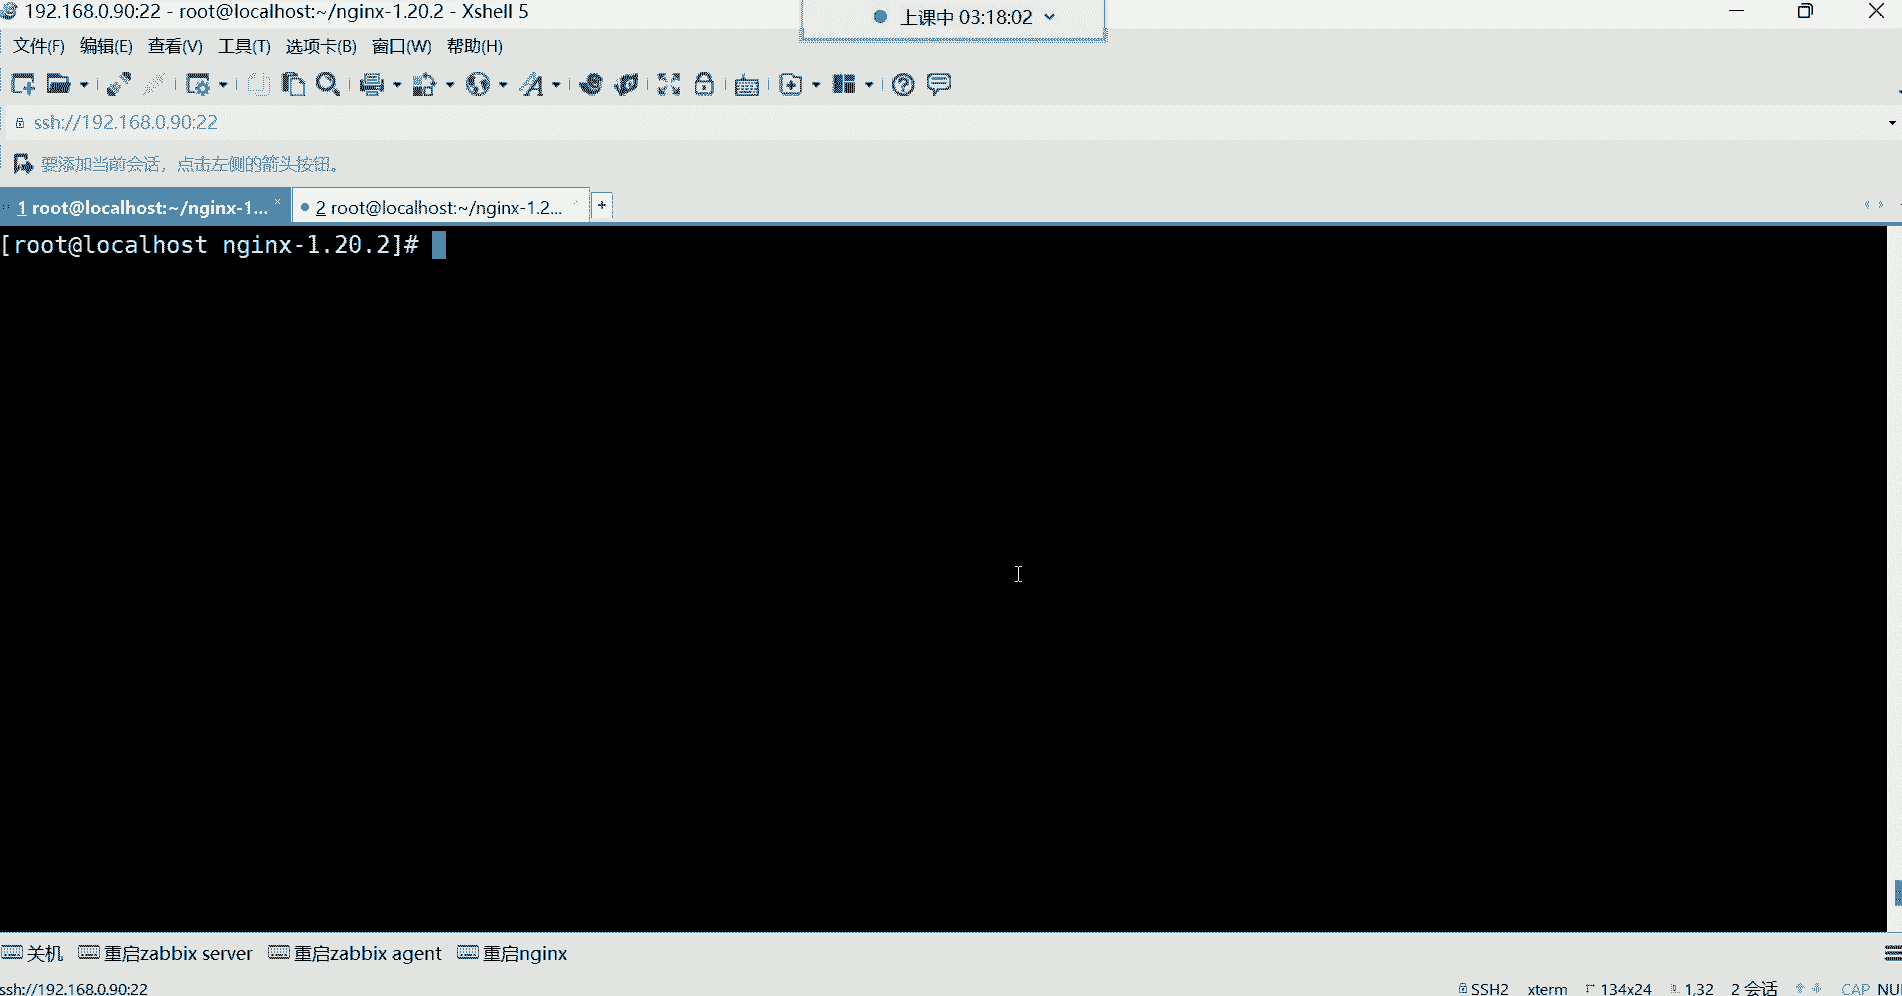 192.168.0.90:22 - root@localhost:~/nginx-1.20.2 - Xshell 5
上课中 03:18:02
文件(F) 编辑(E) 查看(V) 工具(T) 选项卡(B) 窗口(W) 帮助(H)
ssh://192.168.0.90:22
要添加当前会话，点击左侧的箭头按钮。
1 root@localhost:~/nginx-1... 2 root@localhost:~/nginx-1.2... +
[root@localhost nginx-1.20.2]#
关机 重启zabbix server 重启zabbix agent 重启nginx
ssh://192.168.0.90:22 SSH2 xterm 134x24 1,32 2 会话 CAP NU